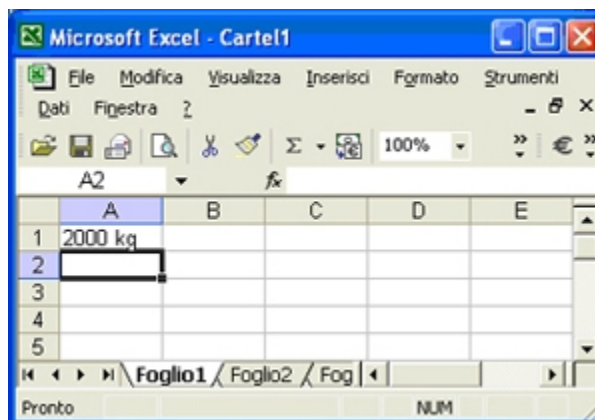 Microsoft Excel - Cartel1
File Modifica Visualizza Inserisci Formato Strumenti
Dati Finestra ?
Σ 100% » € »
A2 fx
A B C D E
1 2000 kg
2
3
4
5
Foglio1 Foglio2 Fog
Pronto NUM